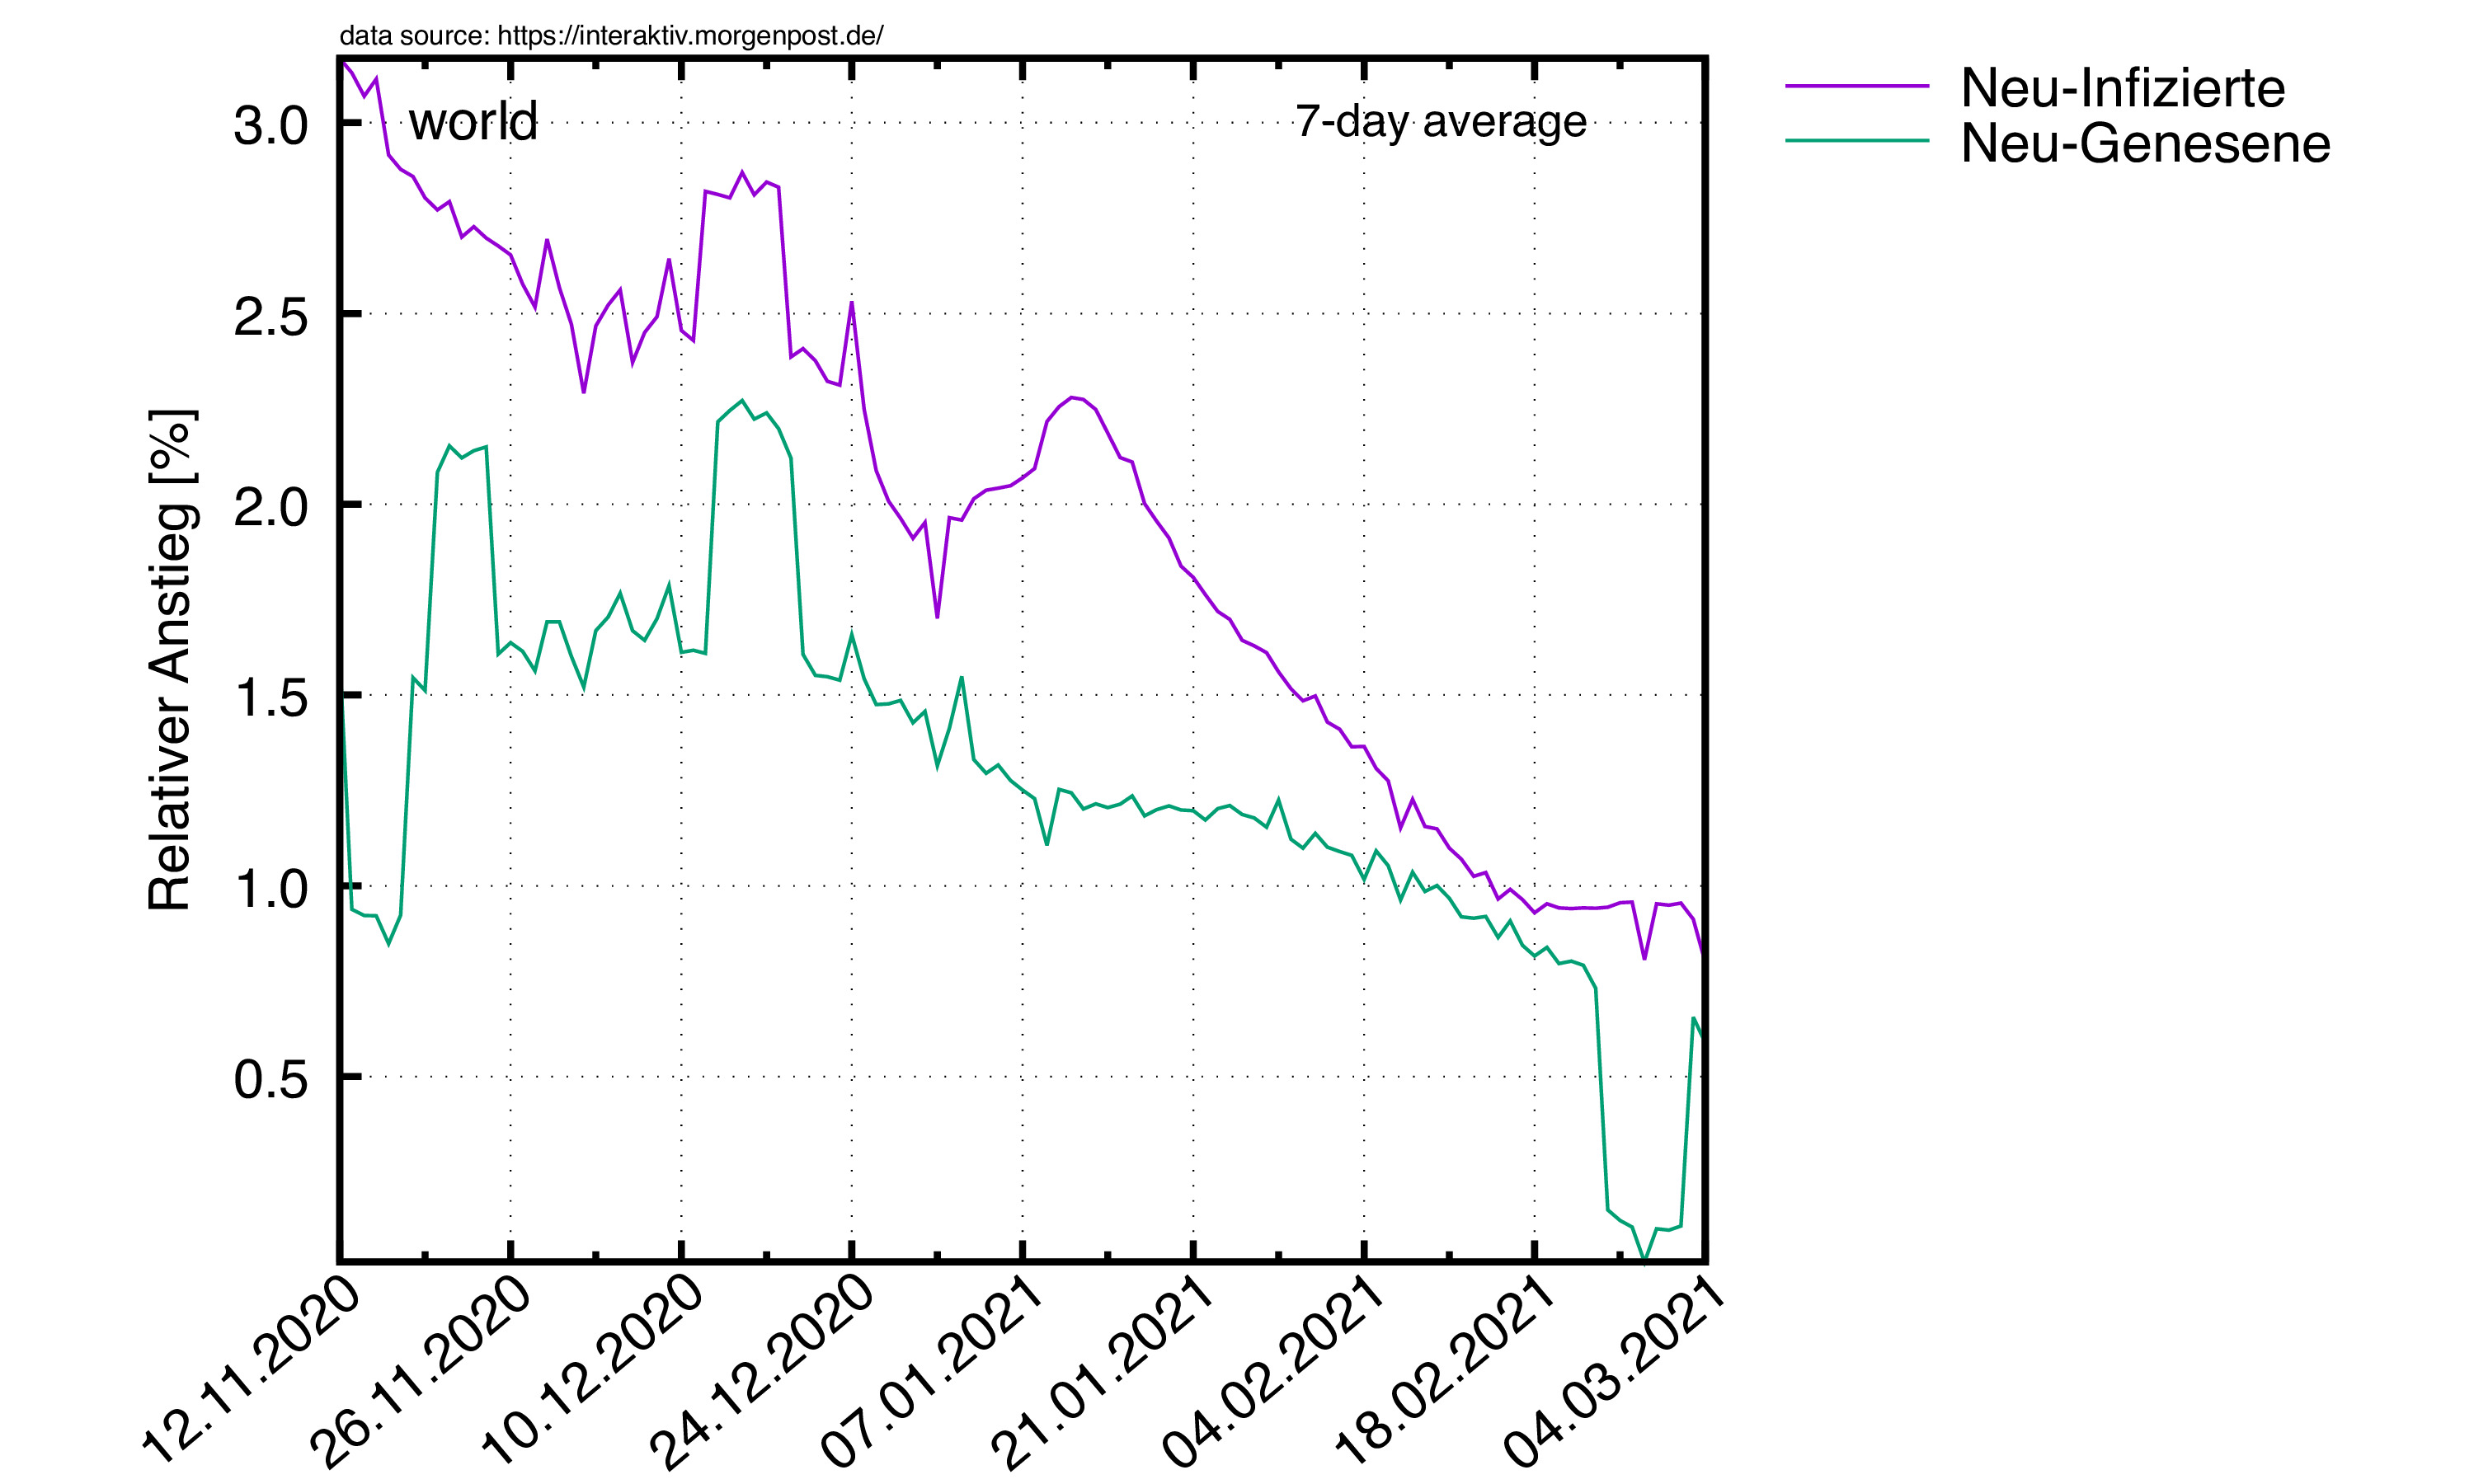 data source: https://interaktiv.morgenpost.de/
world
7-day average
Neu-Infizierte
Neu-Genesene
Relativer Anstieg [%]
3.0
2.5
2.0
1.5
1.0
0.5
12.11.2020
26.11.2020
10.12.2020
24.12.2020
07.01.2021
21.01.2021
04.02.2021
18.02.2021
04.03.2021